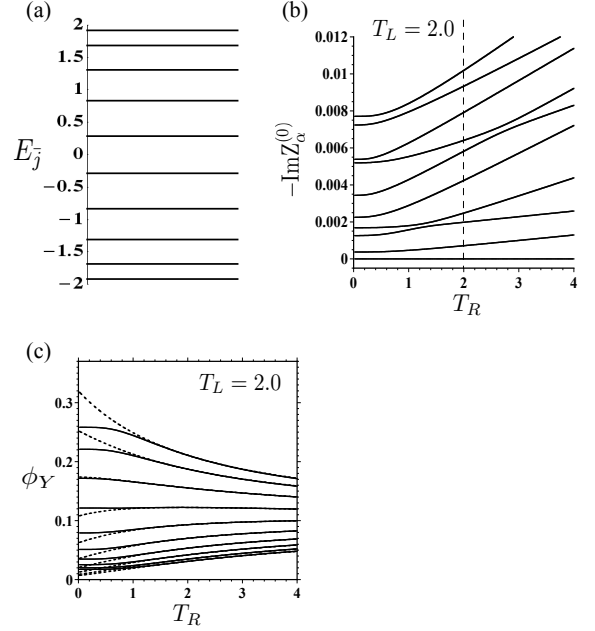 (a)
2
1.5
1
0.5
0
−0.5
−1
−1.5
−2
E_j̄
(b)
T_L = 2.0
0.012
0.01
0.008
0.006
0.004
0.002
0
−ImZ_α^(0)
0 1 2 3 4
T_R
(c)
T_L = 2.0
0.3
0.2
0.1
0
ϕ_Y
0 1 2 3 4
T_R